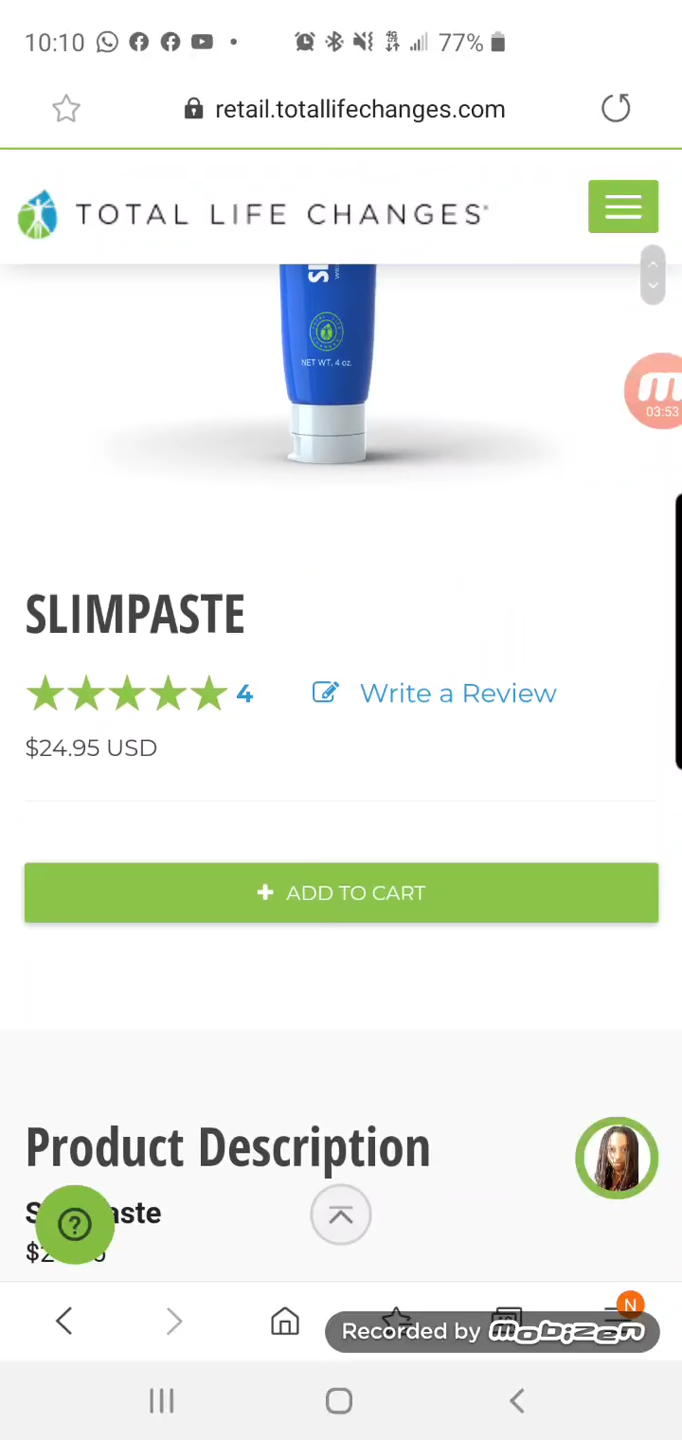 10:10
77%
retail.totallifechanges.com
TOTAL LIFE CHANGES
NET WT. 4 oz.
03:53
SLIMPASTE
4 Write a Review
$24.95 USD
+ ADD TO CART
Product Description
N
Recorded by mobizen